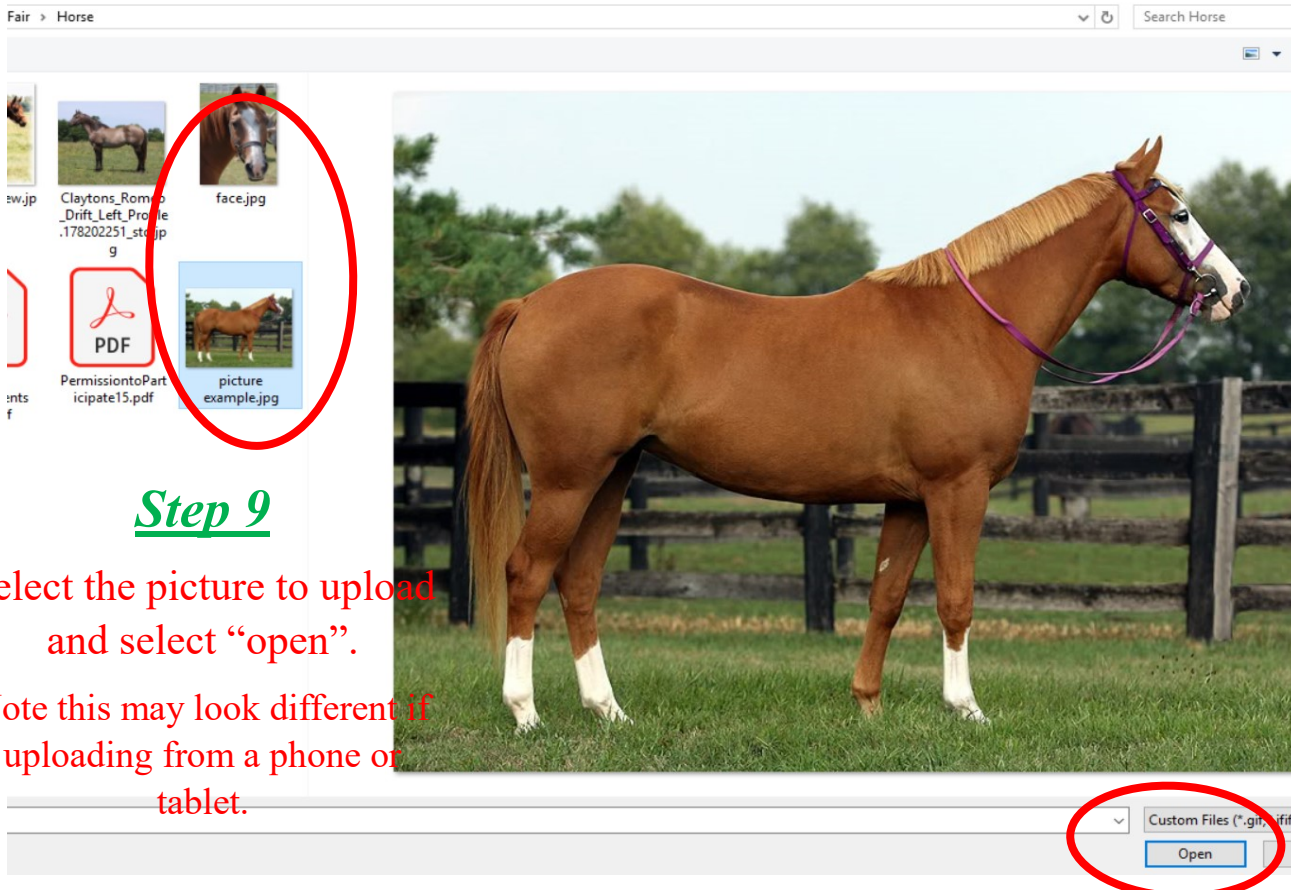 Fair > Horse
Search Horse
ew.jp
Claytons_Romeo
_Drift_Left_Profile
.178202251_std.jp
g
face.jpg
PDF
ents
f
PermissiontoPart
icipate15.pdf
picture
example.jpg
Step 9
elect the picture to upload
and select “open”.
ote this may look different if
uploading from a phone or
tablet.
Custom Files (*.gif;
Open